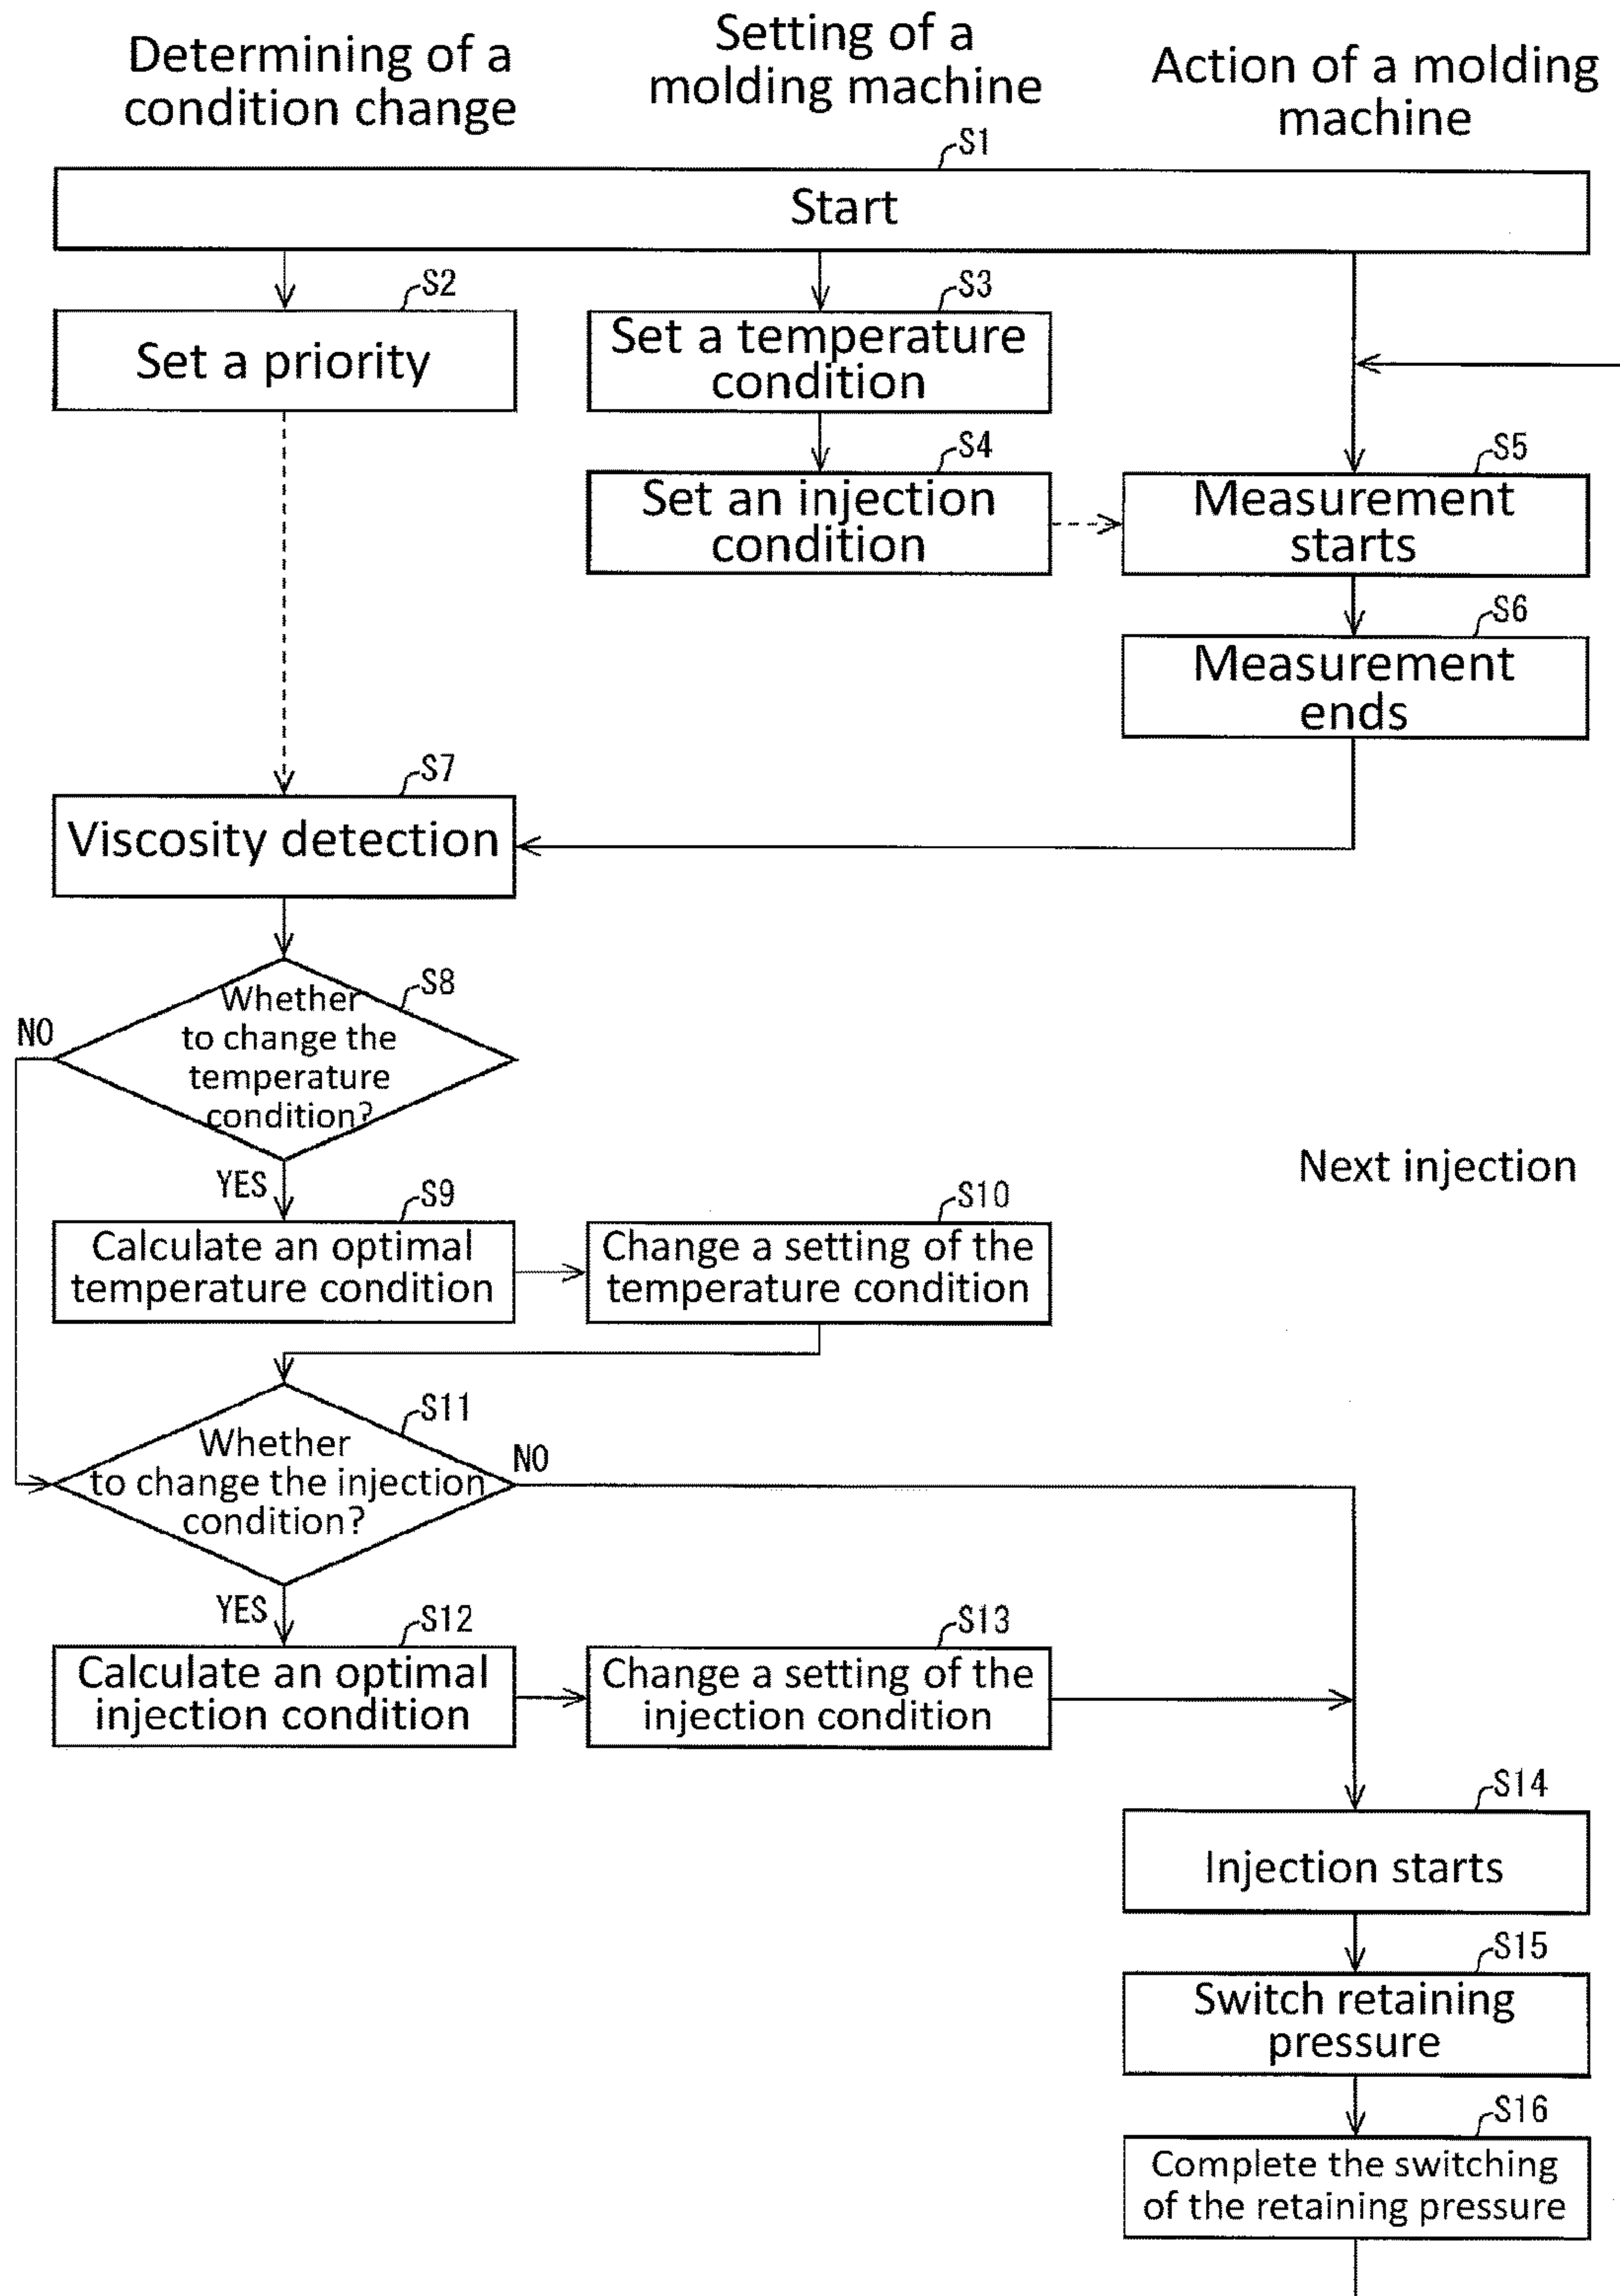 Determining of a
condition change
Setting of a
molding machine
Action of a molding
machine
S1
Start
S2
Set a priority
S3
Set a temperature
condition
S4
Set an injection
condition
S5
Measurement
starts
S6
Measurement
ends
S7
Viscosity detection
S8
Whether
to change the
temperature
condition?
NO
YES
Next injection
S9
Calculate an optimal
temperature condition
S10
Change a setting of the
temperature condition
S11
Whether
to change the injection
condition?
NO
YES
S12
Calculate an optimal
injection condition
S13
Change a setting of the
injection condition
S14
Injection starts
S15
Switch retaining
pressure
S16
Complete the switching
of the retaining pressure